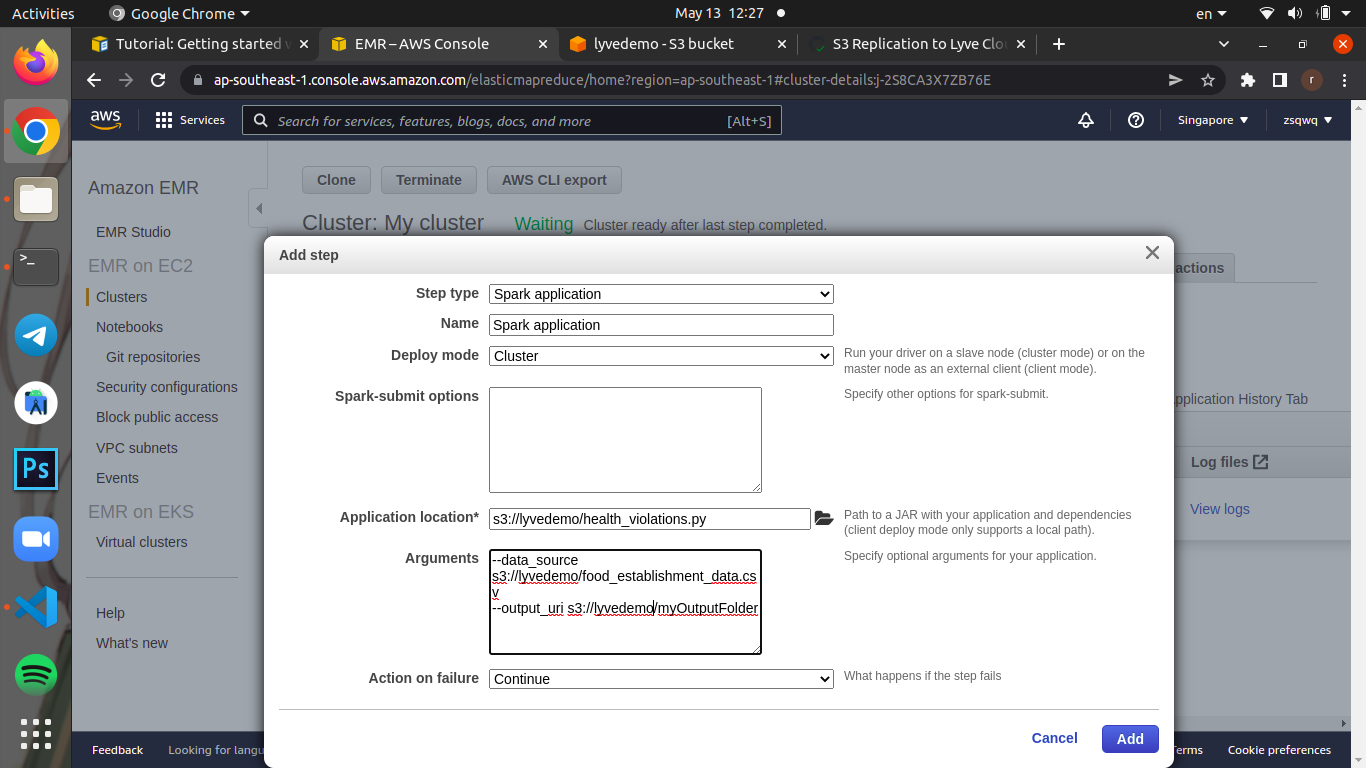 Activities
Google Chrome
May 13 12:27
en
Tutorial: Getting started v
EMR – AWS Console
lyvedemo - S3 bucket
S3 Replication to Lyve Clou
ap-southeast-1.console.aws.amazon.com/elasticmapreduce/home?region=ap-southeast-1#cluster-details:j-2S8CA3X7ZB76E
r
aws
Services
Search for services, features, blogs, docs, and more
[Alt+S]
Singapore
zsqwq
Amazon EMR
EMR Studio
EMR on EC2
Clusters
Notebooks
Git repositories
Security configurations
Block public access
VPC subnets
Events
EMR on EKS
Virtual clusters
Help
What's new
Clone
Terminate
AWS CLI export
Cluster: My cluster
Waiting
Cluster ready after last step completed.
actions
pplication History Tab
Log files
View logs
Add step
Step type
Spark application
Name
Spark application
Deploy mode
Cluster
Run your driver on a slave node (cluster mode) or on the
master node as an external client (client mode).
Spark-submit options
Specify other options for spark-submit.
Application location*
s3://lyvedemo/health_violations.py
Path to a JAR with your application and dependencies
(client deploy mode only supports a local path).
Arguments
--data_source
s3://lyvedemo/food_establishment_data.cs
v
--output_uri s3://lyvedemo/myOutputFolder
Specify optional arguments for your application.
Action on failure
Continue
What happens if the step fails
Cancel
Add
Feedback
Looking for langu
Terms
Cookie preferences
>_
Ps